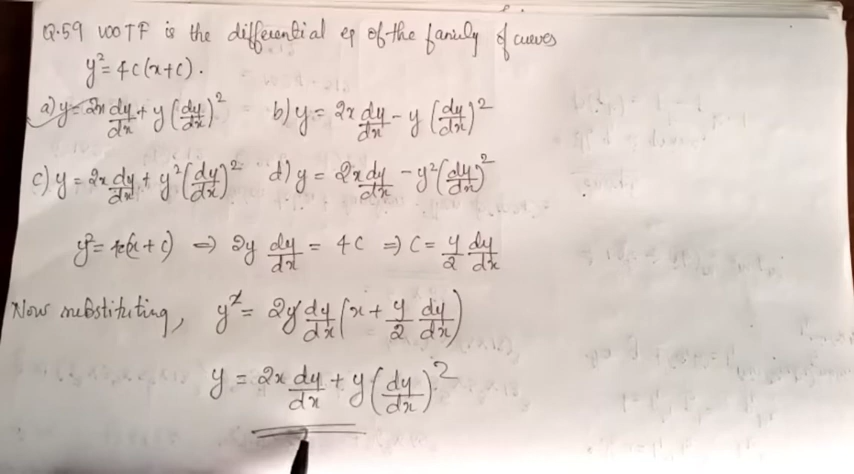 Q.59 WOOTF is the differential eq of the family of curves
y² = 4c(x+c).
a) y = 2x dy/dx + y(dy/dx)² b) y = 2x dy/dx - y(dy/dx)²
c) y = 2x dy/dx + y²(dy/dx)² d) y = 2x dy/dx - y²(dy/dx)²
y² = 4c(x+c) ⇒ 2y dy/dx = 4c ⇒ c = y/2 dy/dx
Now substituting, y² = 2y dy/dx (x + y/2 dy/dx)
y = 2x dy/dx + y(dy/dx)²